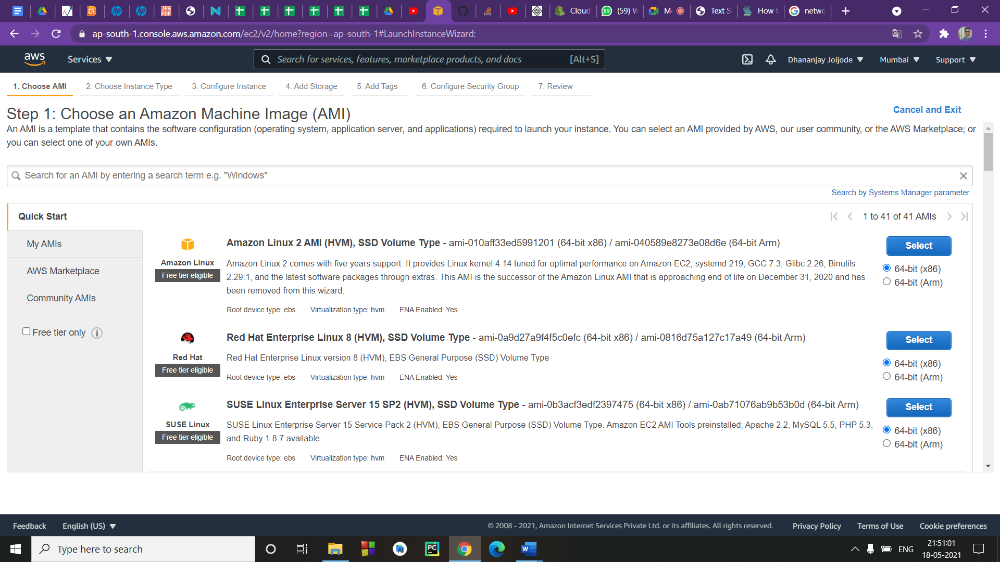 Cloud
(59) W
M
Text S
How t
netwo
ap-south-1.console.aws.amazon.com/ec2/v2/home?region=ap-south-1#LaunchInstanceWizard:
aws
Services
Search for services, features, marketplace products, and docs
[Alt+S]
Dhananjay Joijode
Mumbai
Support
1. Choose AMI
2. Choose Instance Type
3. Configure Instance
4. Add Storage
5. Add Tags
6. Configure Security Group
7. Review
Step 1: Choose an Amazon Machine Image (AMI)
Cancel and Exit
An AMI is a template that contains the software configuration (operating system, application server, and applications) required to launch your instance. You can select an AMI provided by AWS, our user community, or the AWS Marketplace; or
you can select one of your own AMIs.
Search for an AMI by entering a search term e.g. "Windows"
Search by Systems Manager parameter
Quick Start
1 to 41 of 41 AMIs
My AMIs
AWS Marketplace
Community AMIs
Free tier only
Amazon Linux
Free tier eligible
Amazon Linux 2 AMI (HVM), SSD Volume Type - ami-010aff33ed5991201 (64-bit x86) / ami-040589e8273e08d6e (64-bit Arm)
Amazon Linux 2 comes with five years support. It provides Linux kernel 4.14 tuned for optimal performance on Amazon EC2, systemd 219, GCC 7.3, Glibc 2.26, Binutils
2.29.1, and the latest software packages through extras. This AMI is the successor of the Amazon Linux AMI that is approaching end of life on December 31, 2020 and has
been removed from this wizard.
Root device type: ebs
Virtualization type: hvm
ENA Enabled: Yes
Select
64-bit (x86)
64-bit (Arm)
Red Hat
Free tier eligible
Red Hat Enterprise Linux 8 (HVM), SSD Volume Type - ami-0a9d27a9f4f5c0efc (64-bit x86) / ami-0816d75a127c17a49 (64-bit Arm)
Red Hat Enterprise Linux version 8 (HVM), EBS General Purpose (SSD) Volume Type
Root device type: ebs
Virtualization type: hvm
ENA Enabled: Yes
Select
64-bit (x86)
64-bit (Arm)
SUSE Linux
Free tier eligible
SUSE Linux Enterprise Server 15 SP2 (HVM), SSD Volume Type - ami-0b3acf3edf2397475 (64-bit x86) / ami-0ab71076ab9b53b0d (64-bit Arm)
SUSE Linux Enterprise Server 15 Service Pack 2 (HVM), EBS General Purpose (SSD) Volume Type. Amazon EC2 AMI Tools preinstalled; Apache 2.2, MySQL 5.5, PHP 5.3,
and Ruby 1.8.7 available.
Root device type: ebs
Virtualization type: hvm
ENA Enabled: Yes
Select
64-bit (x86)
64-bit (Arm)
Feedback
English (US)
© 2008 - 2021, Amazon Internet Services Private Ltd. or its affiliates. All rights reserved.
Privacy Policy
Terms of Use
Cookie preferences
Type here to search
ENG
21:51:01
18-05-2021